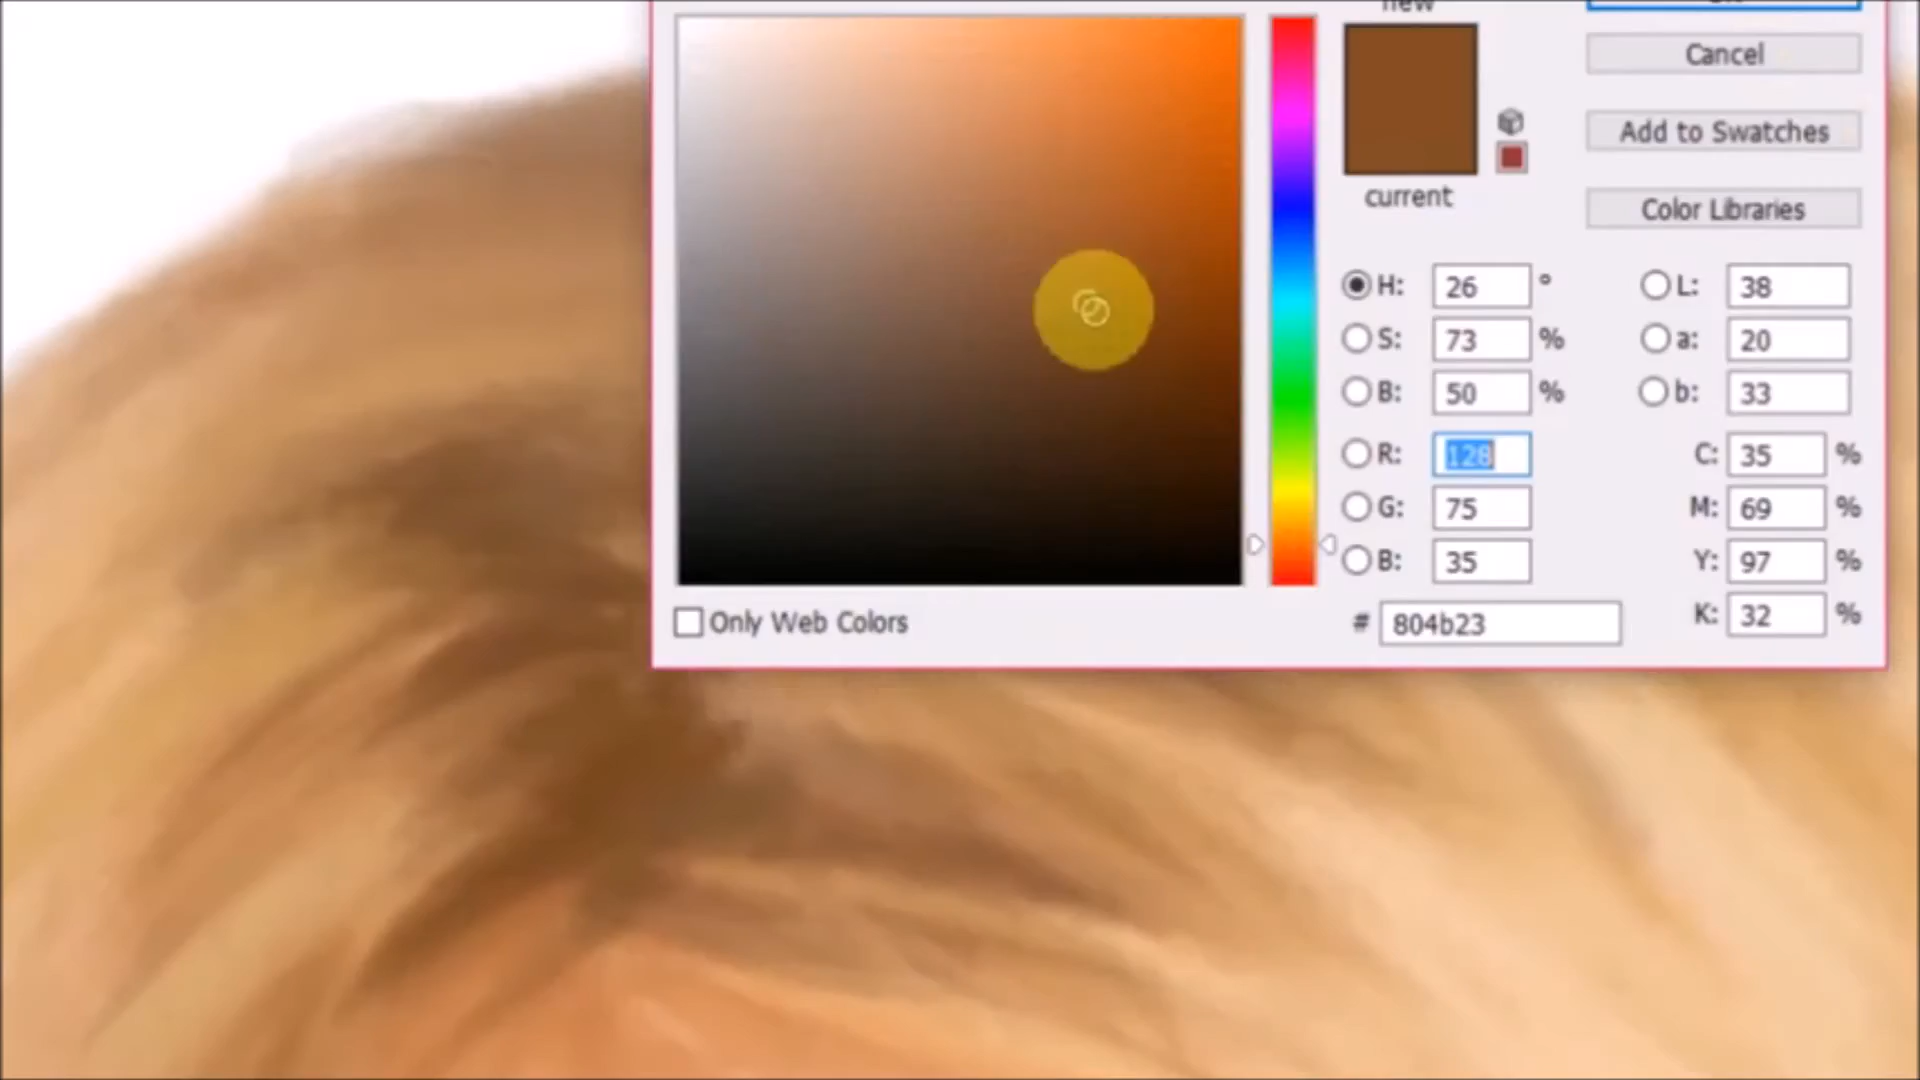 new
Cancel
Add to Swatches
current
Color Libraries
H: 26 °
L: 38
S: 73 %
a: 20
B: 50 %
b: 33
R: 128
C: 35 %
G: 75
M: 69 %
B: 35
Y: 97 %
Only Web Colors
# 804b23
K: 32 %